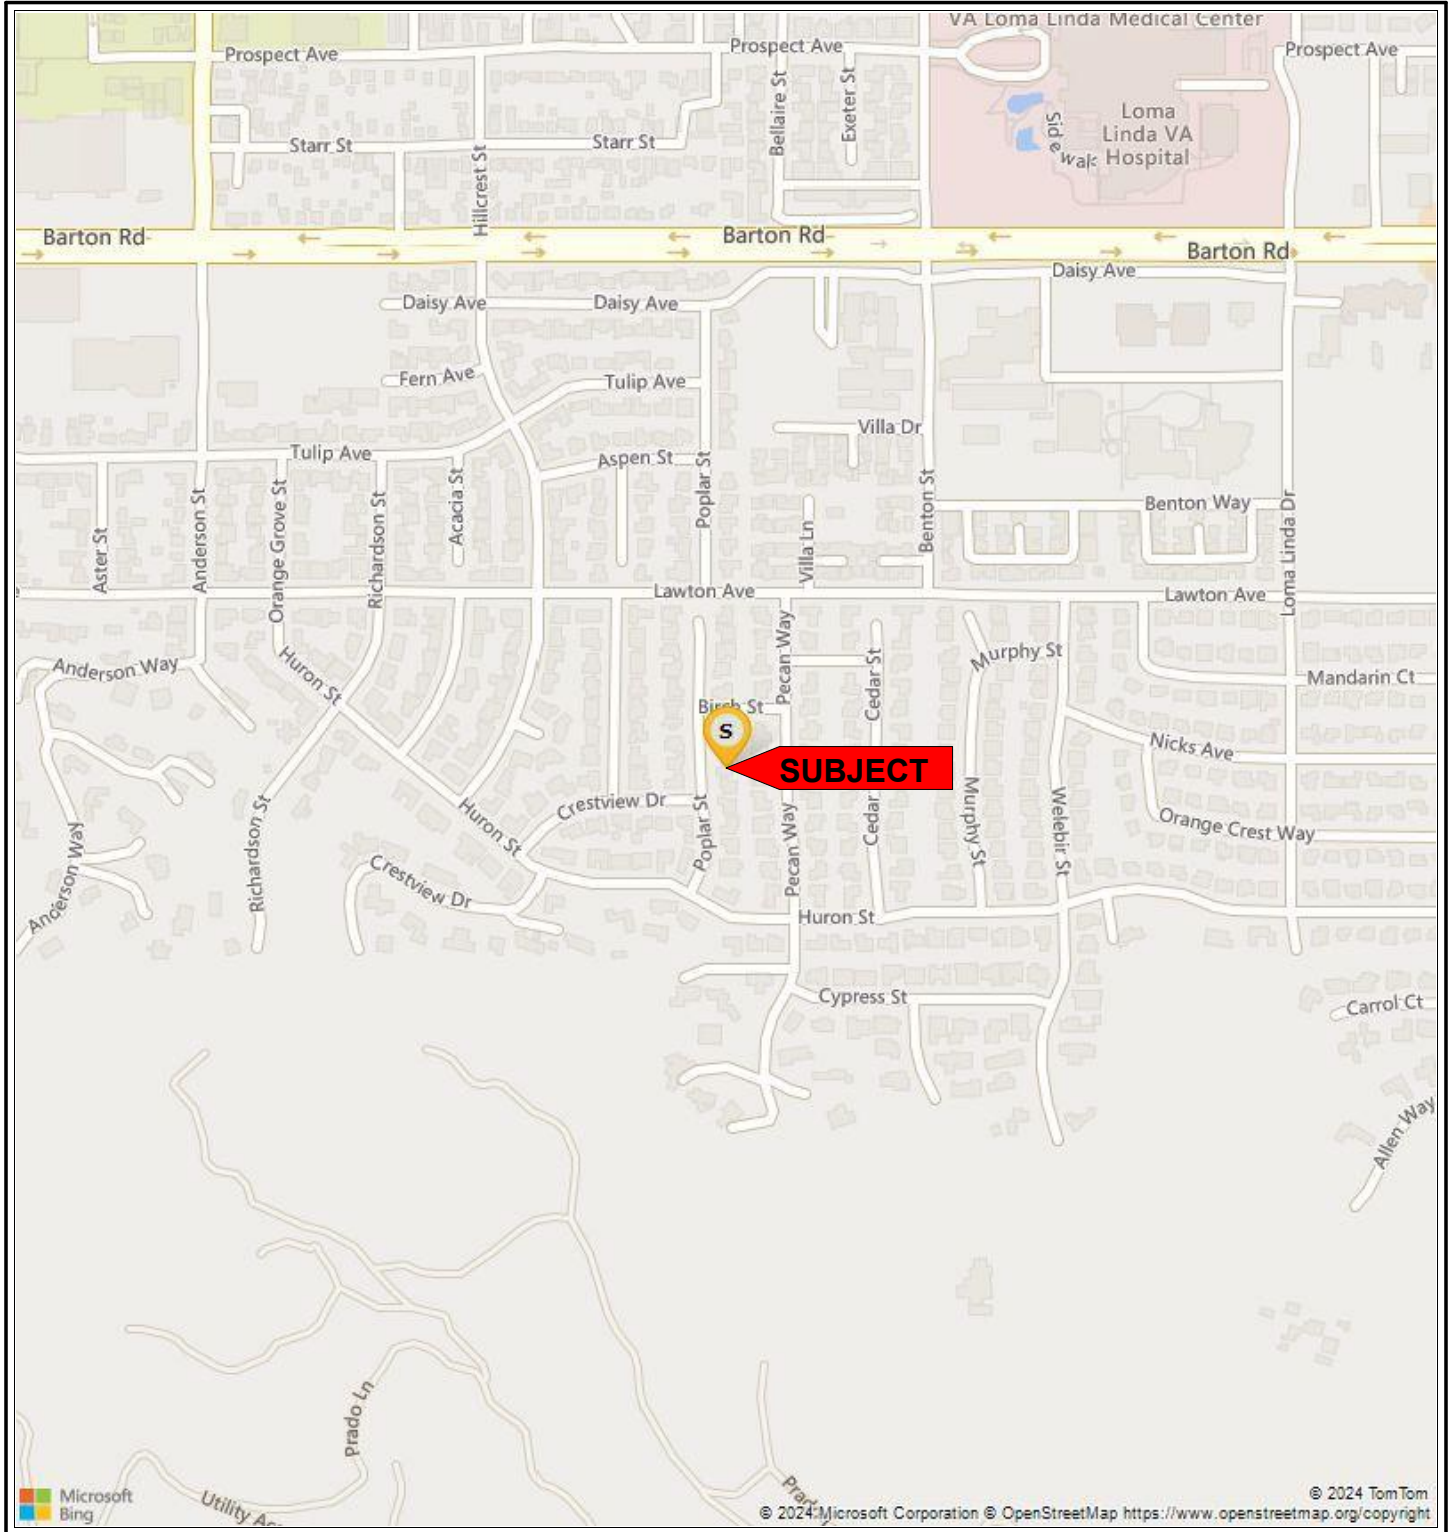 VA Loma Linda Medical Center
Prospect Ave
Prospect Ave
Prospect Ave
Bellaire St
Exeter St
Loma
Linda VA
Hospital
Sidewalk
Starr St
Starr St
Hillcrest St
Barton Rd
Barton Rd
Barton Rd
Daisy Ave
Daisy Ave
Daisy Ave
Fern Ave
Tulip Ave
Villa Dr
Tulip Ave
Aspen St
Poplar St
Acacia St
Richardson St
Orange Grove St
Anderson St
Aster St
Villa Ln
Benton St
Benton Way
Loma Linda Dr
Lawton Ave
Lawton Ave
Anderson Way
Huron St
Pecan Way
Cedar St
Murphy St
Mandarin Ct
Birch St
S
SUBJECT
Nicks Ave
Crestview Dr
Huron St
Poplar St
Pecan Way
Cedar
Murphy St
Welebir St
Orange Crest Way
Richardson St
Anderson Way
Crestview Dr
Huron St
Cypress St
Carrol Ct
Allen Way
Prado Ln
Utility
Microsoft
Bing
© 2024 TomTom
© 2024 Microsoft Corporation © OpenStreetMap https://www.openstreetmap.org/copyright